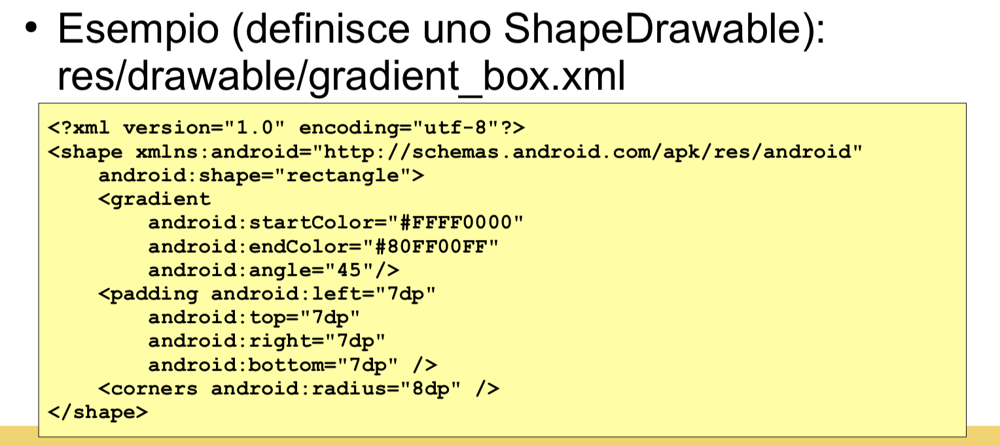 • Esempio (definisce uno ShapeDrawable):
res/drawable/gradient_box.xml
<?xml version="1.0" encoding="utf-8"?>
<shape xmlns:android="http://schemas.android.com/apk/res/android"
    android:shape="rectangle">
    <gradient
        android:startColor="#FFFF0000"
        android:endColor="#80FF00FF"
        android:angle="45"/>
    <padding android:left="7dp"
        android:top="7dp"
        android:right="7dp"
        android:bottom="7dp" />
    <corners android:radius="8dp" />
</shape>